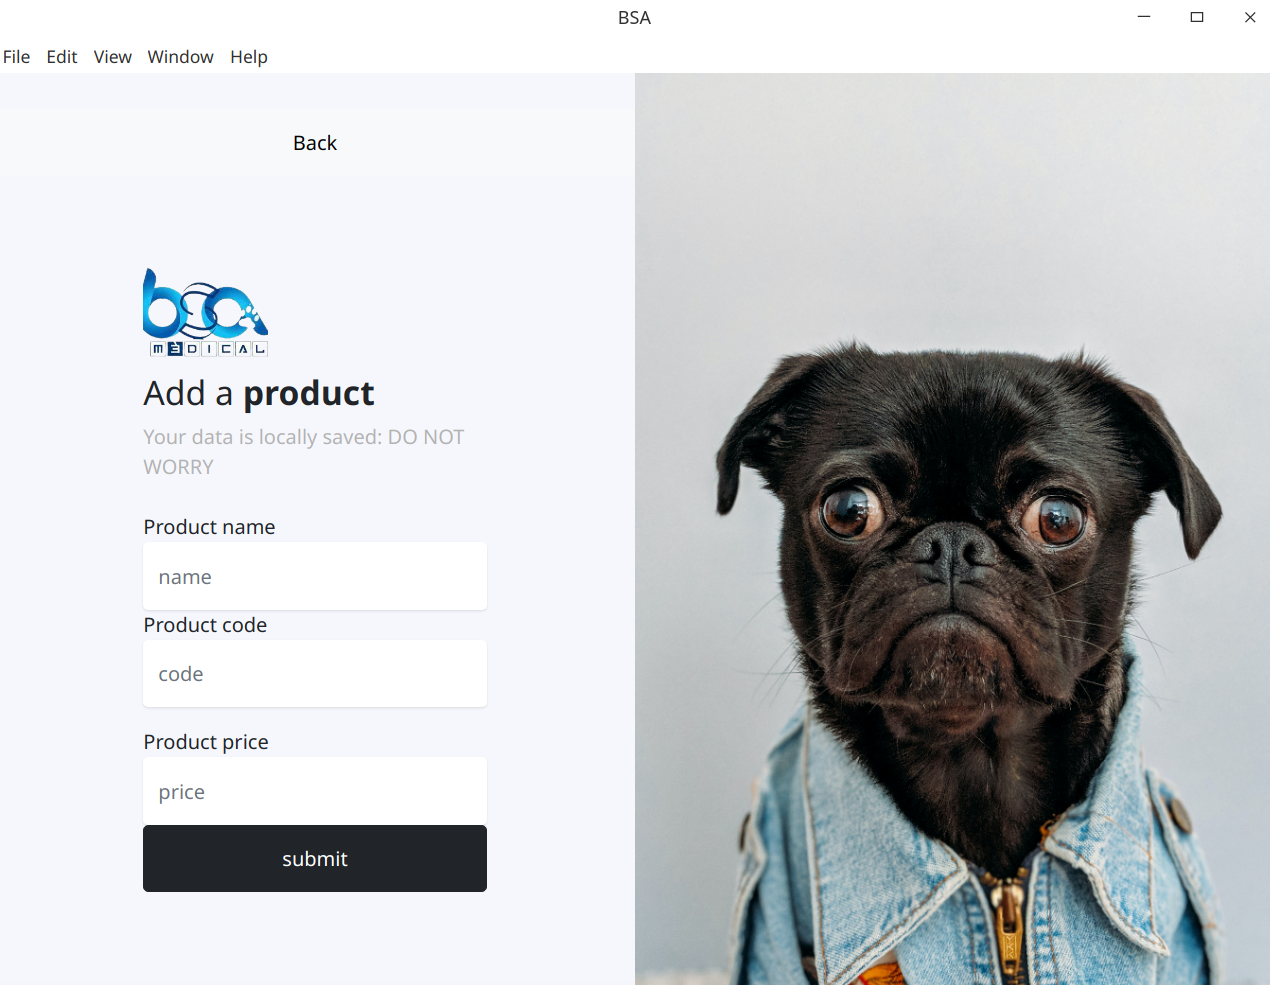 BSA
File Edit View Window Help
Back
bsa
MEDICAL
Add a product
Your data is locally saved: DO NOT
WORRY
Product name
name
Product code
code
Product price
price
submit